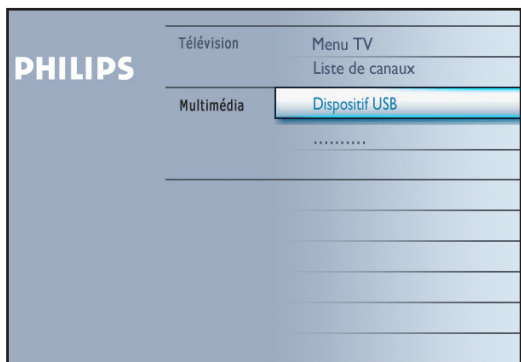 PHILIPS
Télévision
Menu TV
Liste de canaux
Multimédia
Dispositif USB
..........